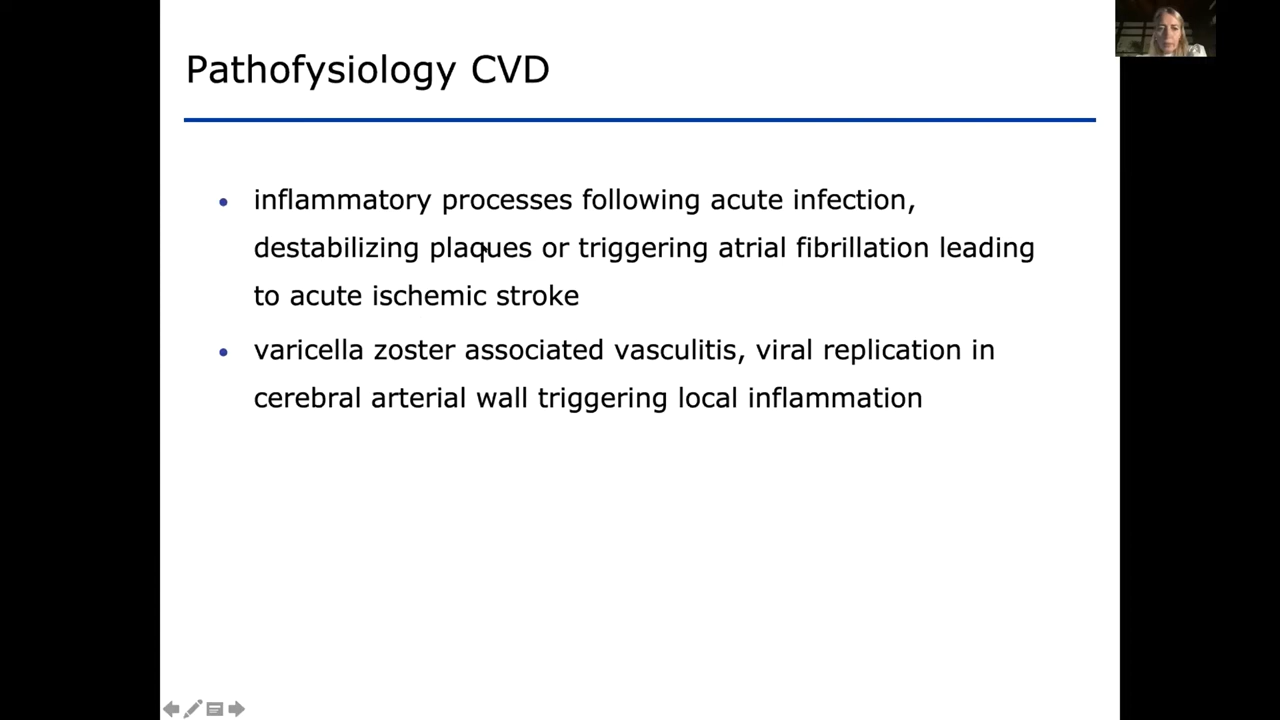 Pathofysiology CVD
• inflammatory processes following acute infection,
destabilizing plaques or triggering atrial fibrillation leading
to acute ischemic stroke
• varicella zoster associated vasculitis, viral replication in
cerebral arterial wall triggering local inflammation